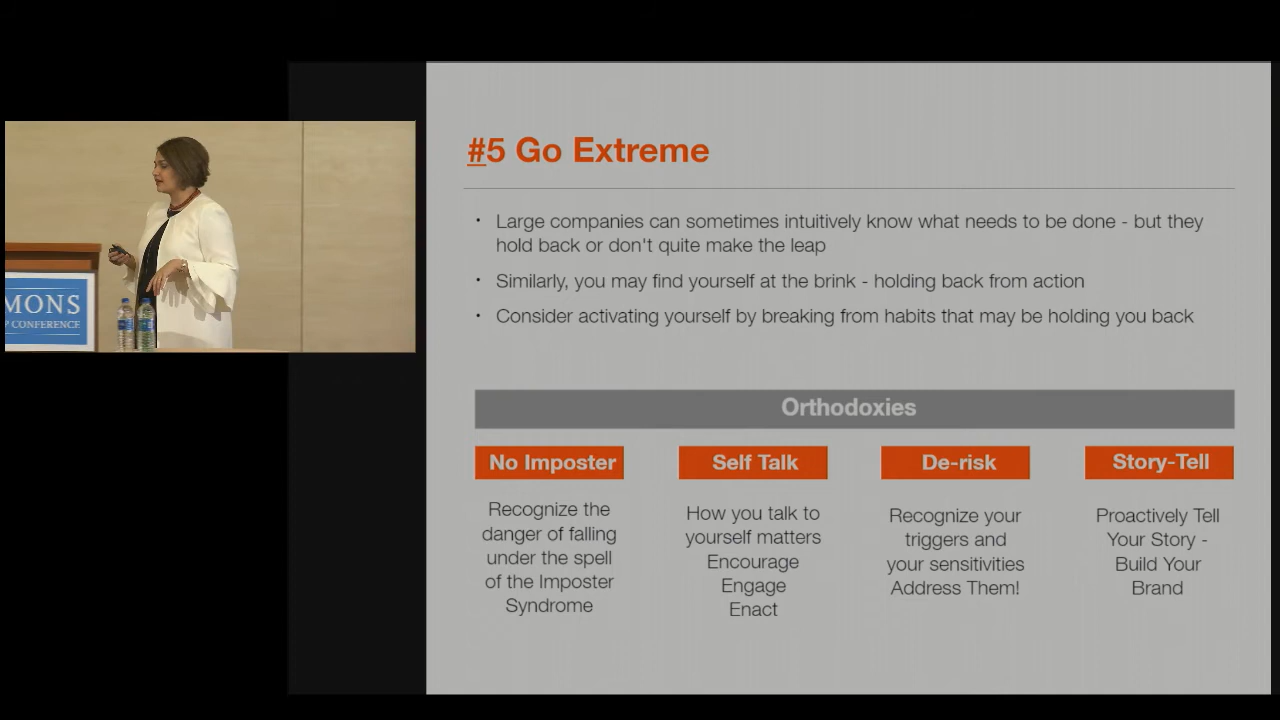 MONS
P CONFERENCE
#5 Go Extreme
• Large companies can sometimes intuitively know what needs to be done - but they
hold back or don't quite make the leap
• Similarly, you may find yourself at the brink - holding back from action
• Consider activating yourself by breaking from habits that may be holding you back
Orthodoxies
No Imposter
Recognize the
danger of falling
under the spell
of the Imposter
Syndrome
Self Talk
How you talk to
yourself matters
Encourage
Engage
Enact
De-risk
Recognize your
triggers and
your sensitivities
Address Them!
Story-Tell
Proactively Tell
Your Story -
Build Your
Brand